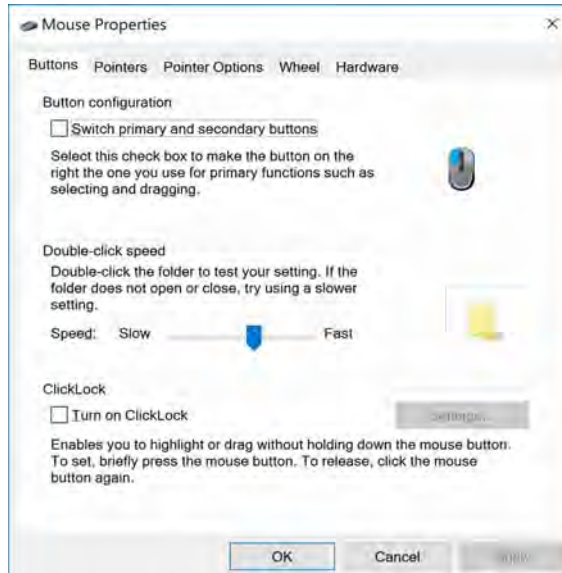 Mouse Properties
Buttons Pointers Pointer Options Wheel Hardware
Button configuration
Switch primary and secondary buttons
Select this check box to make the button on the
right the one you use for primary functions such as
selecting and dragging.
Double-click speed
Double-click the folder to test your setting. If the
folder does not open or close, try using a slower
setting.
Speed: Slow Fast
ClickLock
Turn on ClickLock
Enables you to highlight or drag without holding down the mouse button.
To set, briefly press the mouse button. To release, click the mouse
button again.
OK Cancel